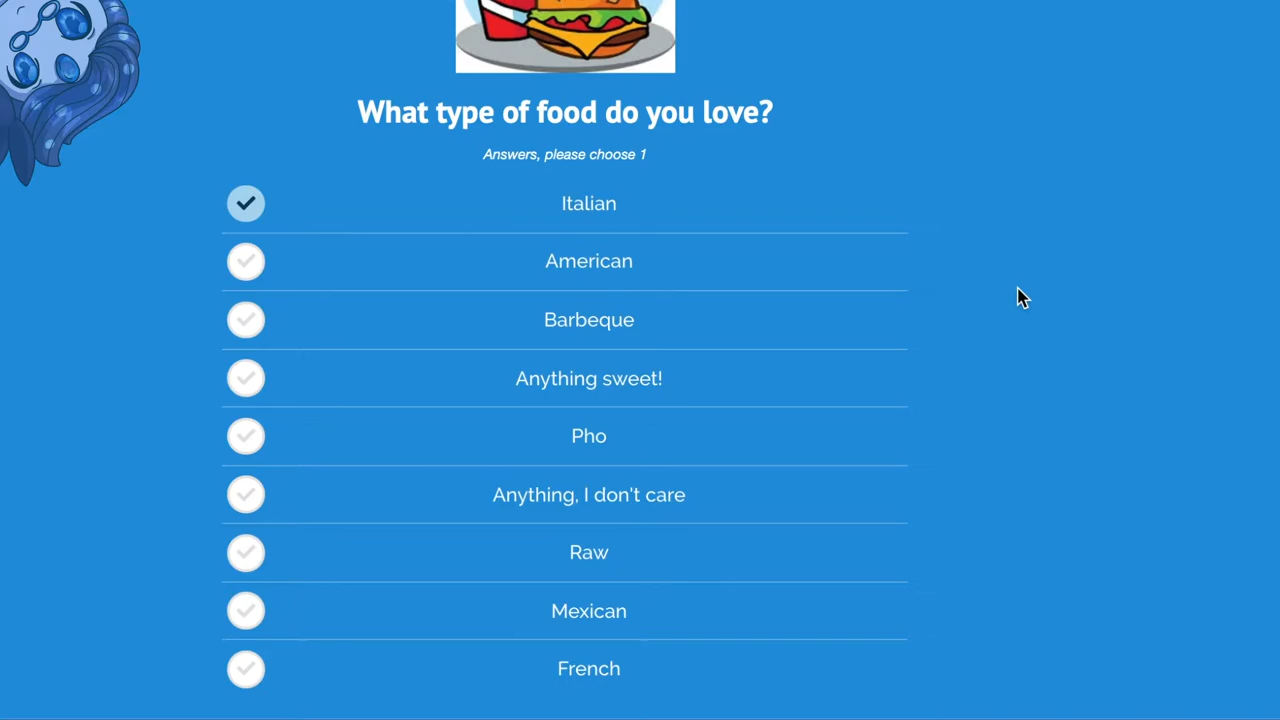 What type of food do you love?
Answers, please choose 1
Italian
American
Barbeque
Anything sweet!
Pho
Anything, I don't care
Raw
Mexican
French